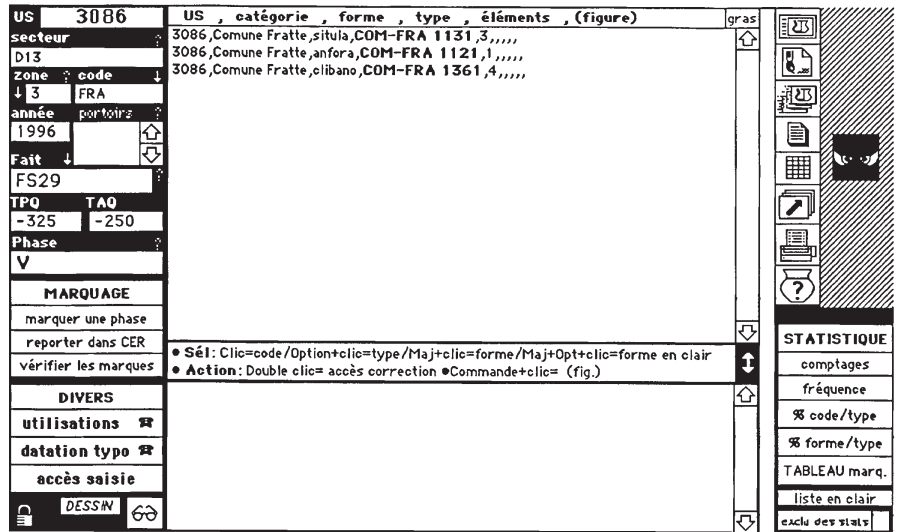 US 3086
secteur ?
D13
zone ? code ↓
↓ 3 FRA
année portoirs ?
1996
Fait ↓
FS29 ?
TPQ TAQ
-325 -250
Phase ?
V
MARQUAGE
marquer une phase
reporter dans CER
vérifier les marques
DIVERS
utilisations ☎
datation typo ☎
accès saisie
DESSIN
US , catégorie , forme , type , éléments , (figure) gras
3086,Comune Fratte,situla,COM-FRA 1131,3,,,,,
3086,Comune Fratte,anfora,COM-FRA 1121,1,,,,,
3086,Comune Fratte,clibano,COM-FRA 1361,4,,,,,
● Sél: Clic=code/Option+clic=type/Maj+clic=forme/Maj+Opt+clic=forme en clair
● Action: Double clic= accès correction ●Commande+clic= (fig.)
?
STATISTIQUE
comptages
fréquence
% code/type
% forme/type
TABLEAU marq.
liste en clair
exclu des stats